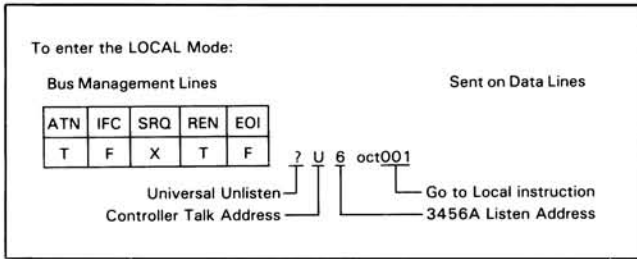 To enter the LOCAL Mode:
Bus Management Lines Sent on Data Lines
ATN IFC SRQ REN EOI
T F X T F
? U 6 oct001
Universal Unlisten Go to Local instruction
Controller Talk Address 3456A Listen Address